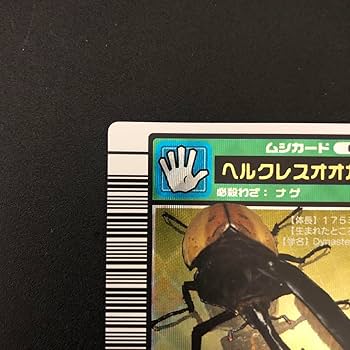 ムシカード
ヘルクレスオオカ
必殺わざ: ナゲ
【体長】175
【生まれたとこ
【学名】Dynaste